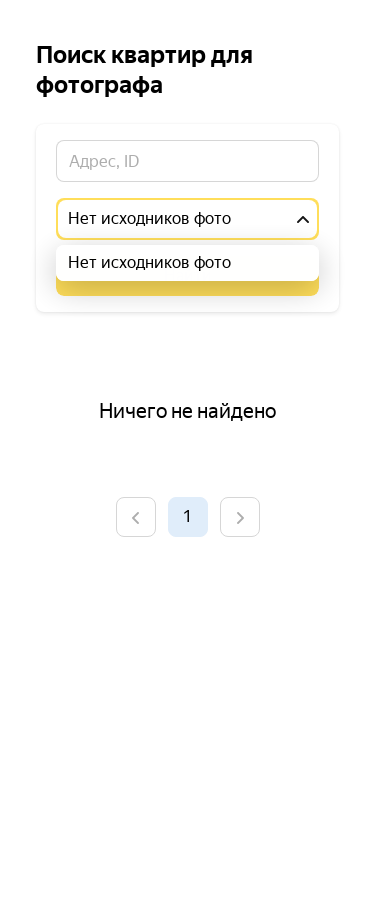 Поиск квартир для
фотографа
Адрес, ID
Нет исходников фото
Нет исходников фото
Ничего не найдено
1